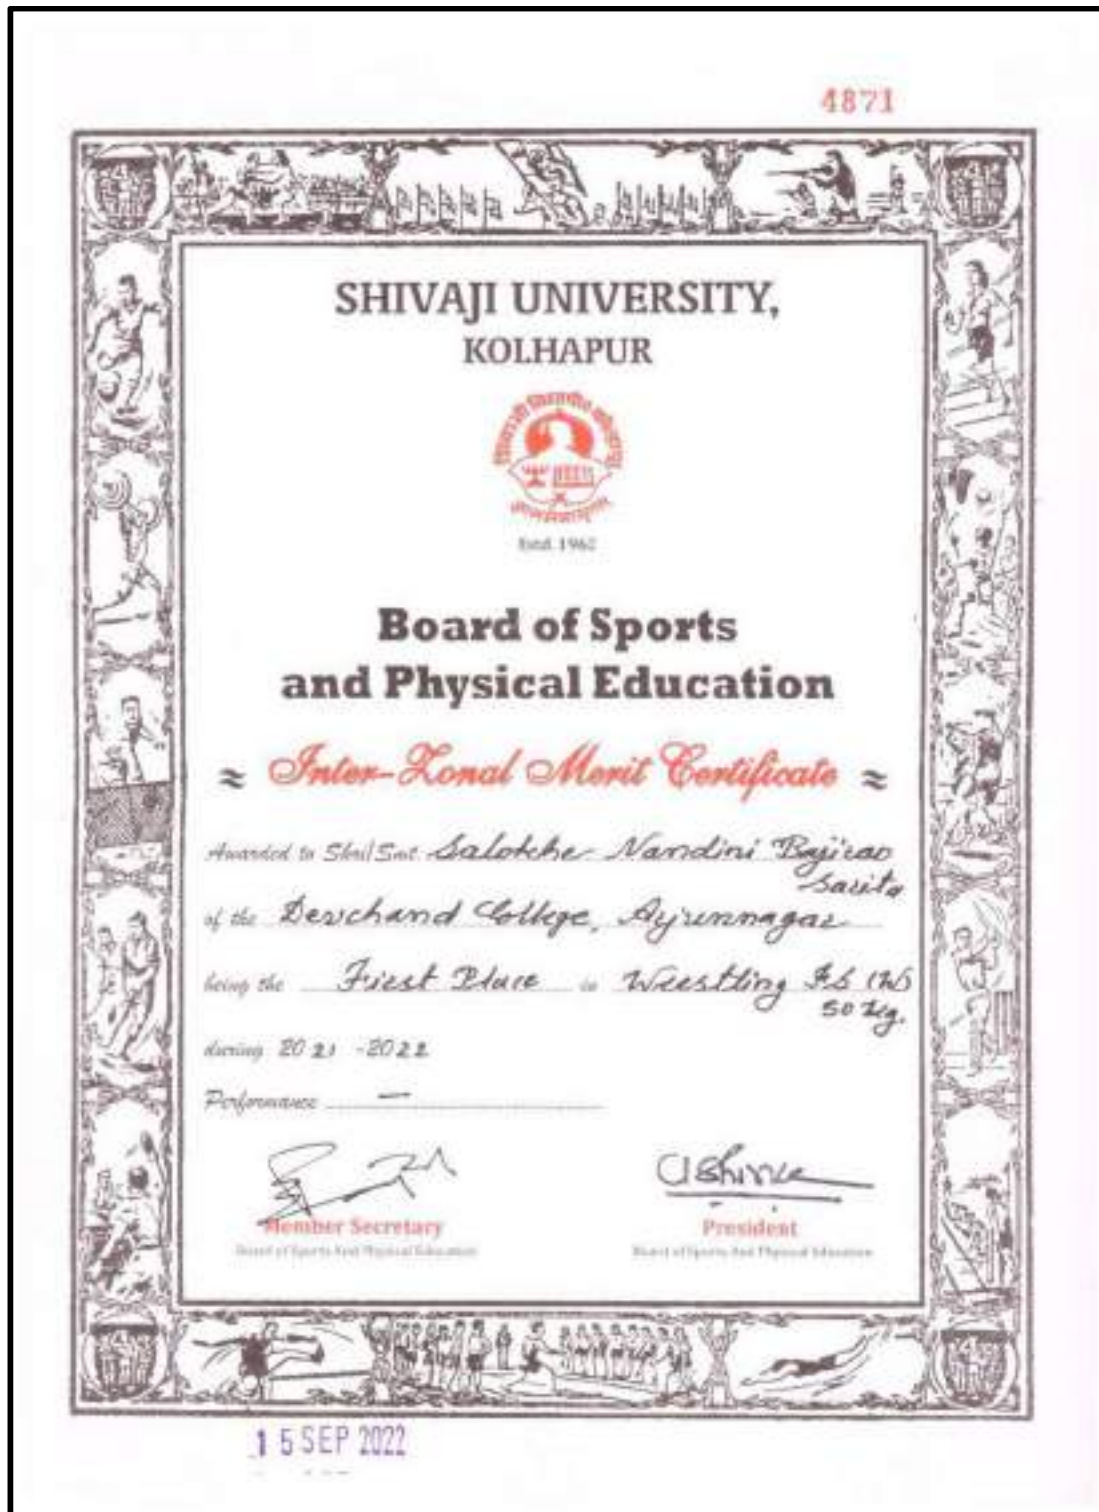 4871
SHIVAJI UNIVERSITY,
KOLHAPUR
Estd. 1962
Board of Sports
and Physical Education
≈ Inter-Zonal Merit Certificate ≈
Awarded to Shri/Smt. Salokhe Nandini Bajirao
Sarita
of the Devchand College, Arjunnagar
being the First Place in Wrestling FS (W)
50 kg.
during 2021 -2022
Performance —
Member Secretary
Board of Sports And Physical Education
President
Board of Sports And Physical Education
15 SEP 2022